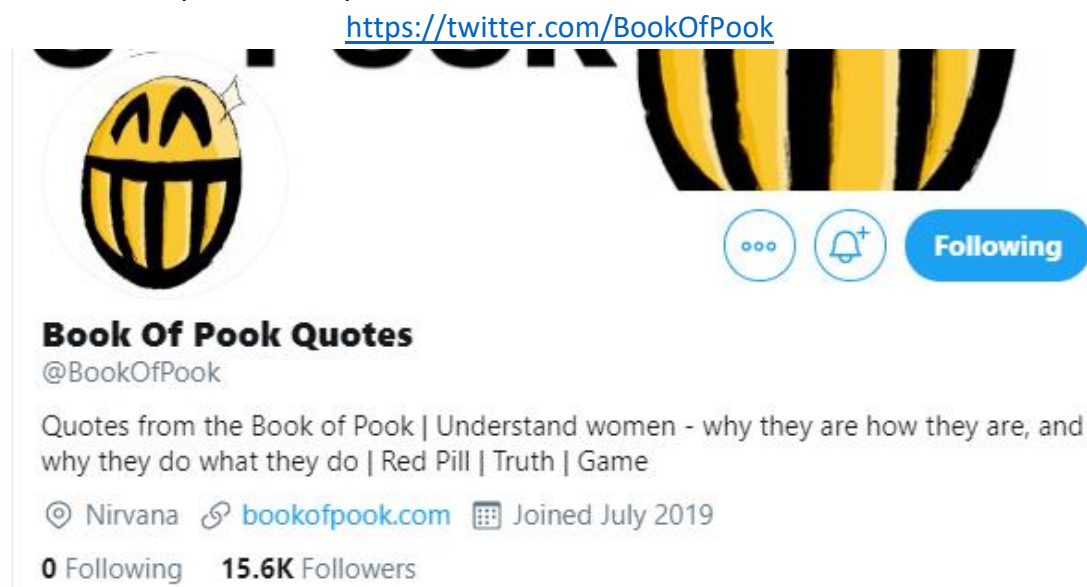 https://twitter.com/BookOfPook
Following
Book Of Pook Quotes
@BookOfPook
Quotes from the Book of Pook | Understand women - why they are how they are, and
why they do what they do | Red Pill | Truth | Game
Nirvana bookofpook.com Joined July 2019
0 Following 15.6K Followers